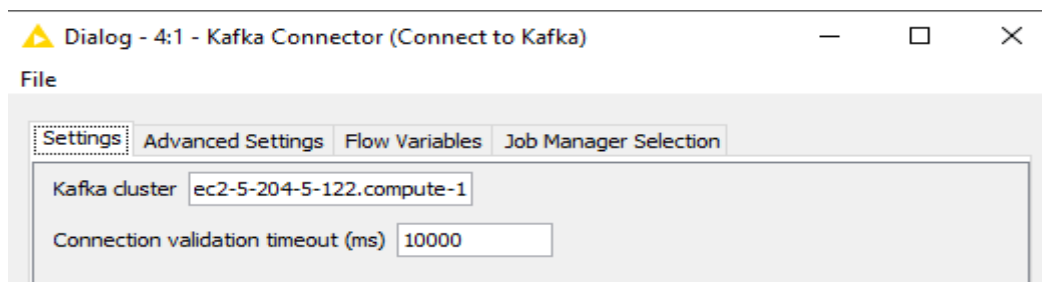 Dialog - 4:1 - Kafka Connector (Connect to Kafka)
File
Settings Advanced Settings Flow Variables Job Manager Selection
Kafka cluster ec2-5-204-5-122.compute-1
Connection validation timeout (ms) 10000